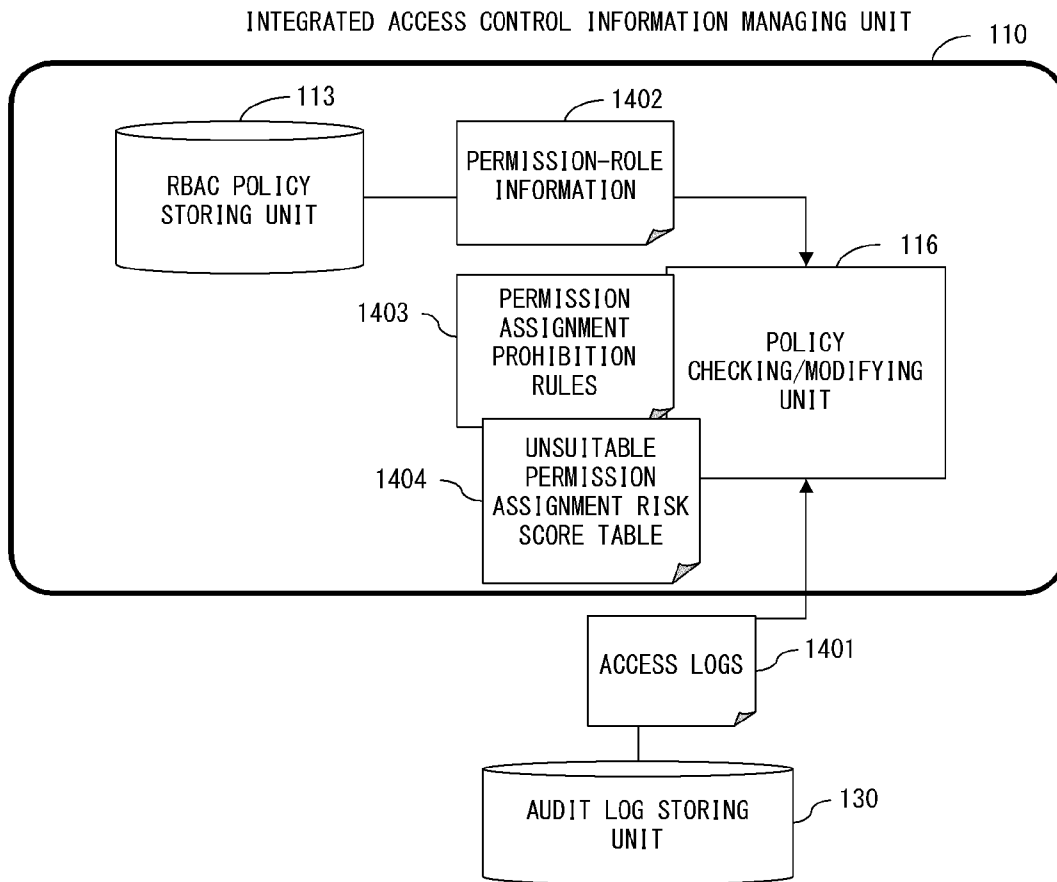 INTEGRATED ACCESS CONTROL INFORMATION MANAGING UNIT
110
113
1402
RBAC POLICY
STORING UNIT
PERMISSION-ROLE
INFORMATION
116
1403
PERMISSION
ASSIGNMENT
PROHIBITION
RULES
POLICY
CHECKING/MODIFYING
UNIT
1404
UNSUITABLE
PERMISSION
ASSIGNMENT RISK
SCORE TABLE
ACCESS LOGS
1401
AUDIT LOG STORING
UNIT
130